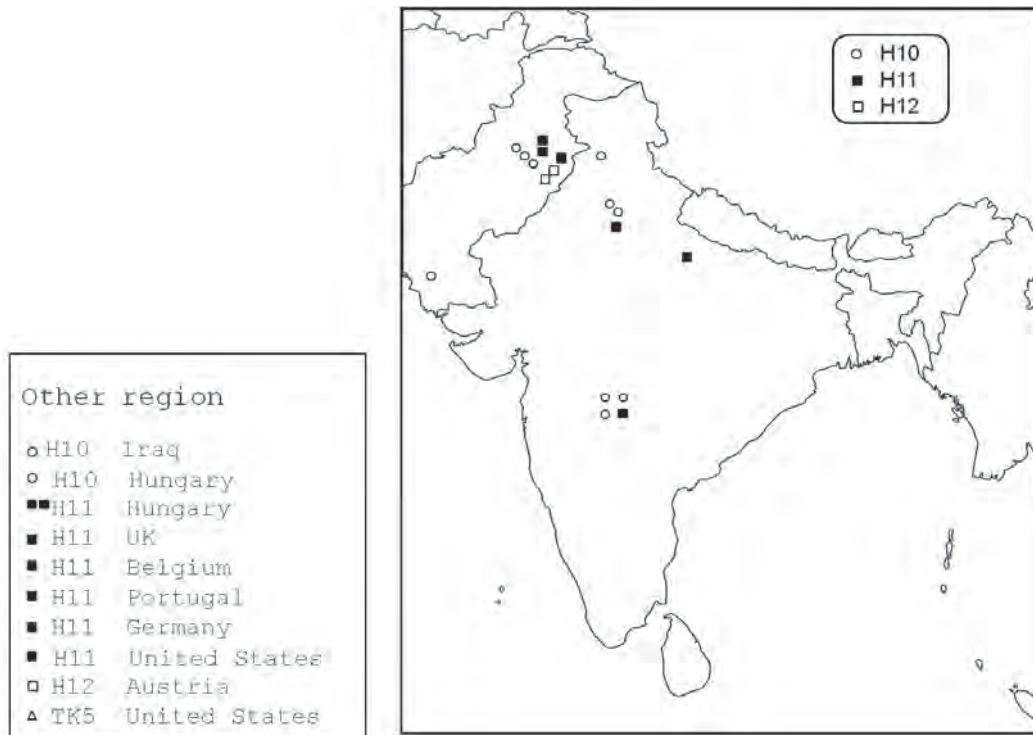 H10
H11
H12
Other region
H10 Iraq
H10 Hungary
H11 Hungary
H11 UK
H11 Belgium
H11 Portugal
H11 Germany
H11 United States
H12 Austria
TK5 United States